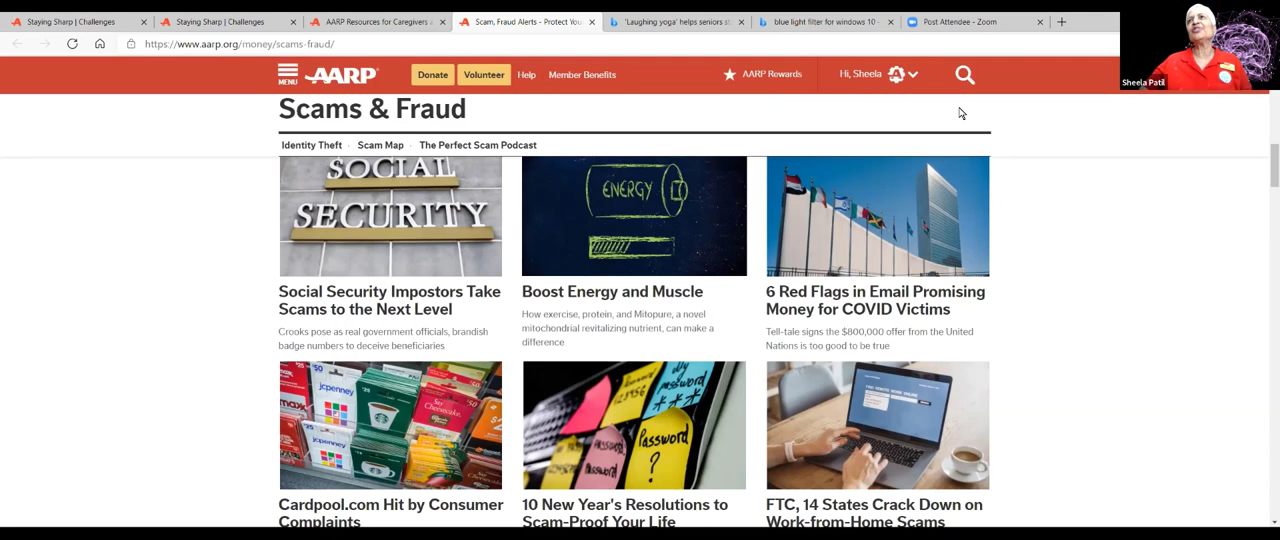 Staying Sharp | Challenges
Staying Sharp | Challenges
AARP Resources for Caregivers a
Scam, Fraud Alerts - Protect You
'Laughing yoga' helps seniors st
blue light filter for windows 10 -
Post Attendee - Zoom
https://www.aarp.org/money/scams-fraud/
MENU
AARP
Donate
Volunteer
Help
Member Benefits
AARP Rewards
Hi, Sheela
Sheela Patil
Scams & Fraud
Identity Theft · Scam Map · The Perfect Scam Podcast
SOCIAL
SECURITY
ENERGY
Social Security Impostors Take
Scams to the Next Level
Crooks pose as real government officials, brandish
badge numbers to deceive beneficiaries
Boost Energy and Muscle
How exercise, protein, and Mitopure, a novel
mitochondrial revitalizing nutrient, can make a
difference
6 Red Flags in Email Promising
Money for COVID Victims
Tell-tale signs the $800,000 offer from the United
Nations is too good to be true
jcpenney
jcpenney
My
password
***
Password
?
FIND REMOTE WORK ONLINE
Cardpool.com Hit by Consumer
Complaints
10 New Year's Resolutions to
Scam-Proof Your Life
FTC, 14 States Crack Down on
Work-from-Home Scams